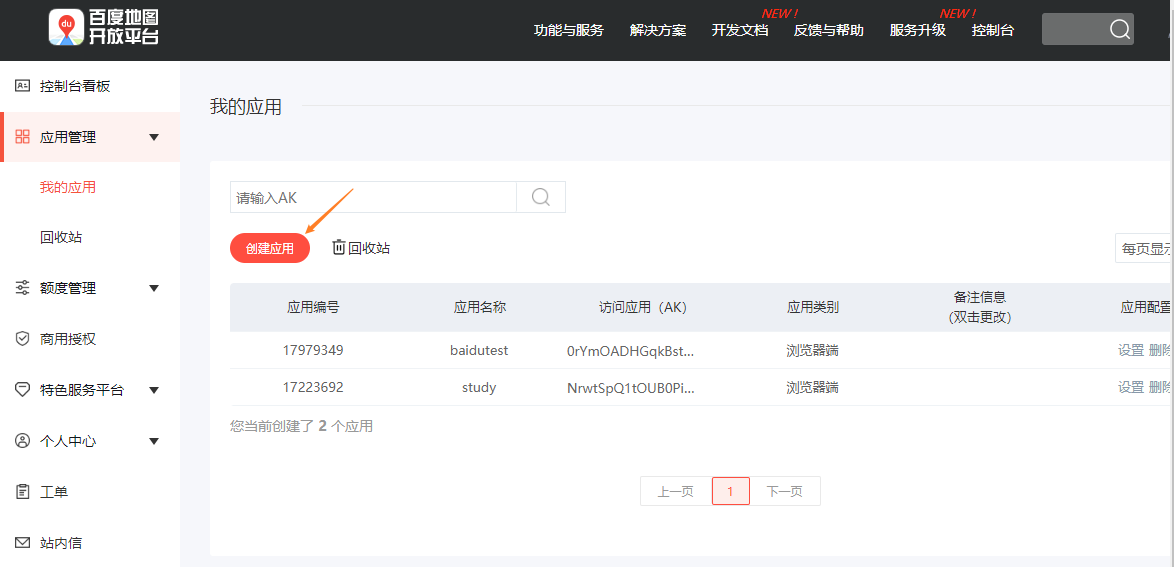 du 百度地图
开放平台
功能与服务 解决方案 开发文档 NEW! 反馈与帮助 服务升级 NEW! 控制台
控制台看板
应用管理
我的应用
回收站
额度管理
商用授权
特色服务平台
个人中心
工单
站内信
我的应用
请输入AK
创建应用 回收站 每页显示
应用编号 应用名称 访问应用（AK） 应用类别 备注信息 应用配置
(双击更改)
17979349 baidutest 0rYmOADHGqkBst... 浏览器端 设置 删除
17223692 study NrwtSpQ1tOUB0Pi... 浏览器端 设置 删除
您当前创建了 2 个应用
上一页 1 下一页